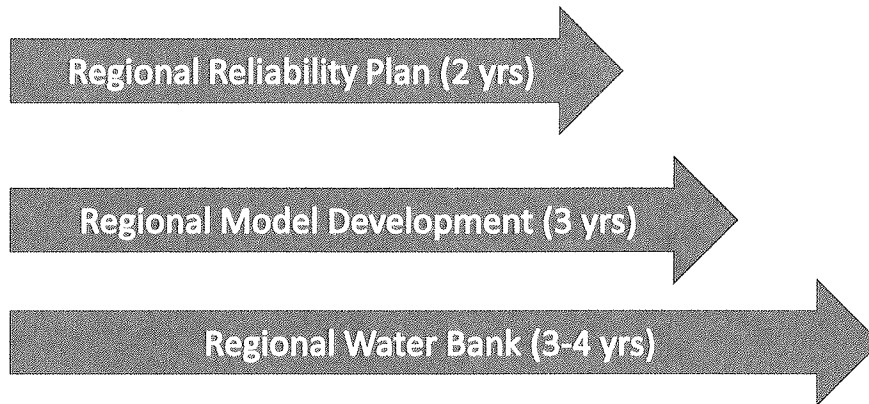 Regional Reliability Plan (2 yrs)
Regional Model Development (3 yrs)
Regional Water Bank (3-4 yrs)